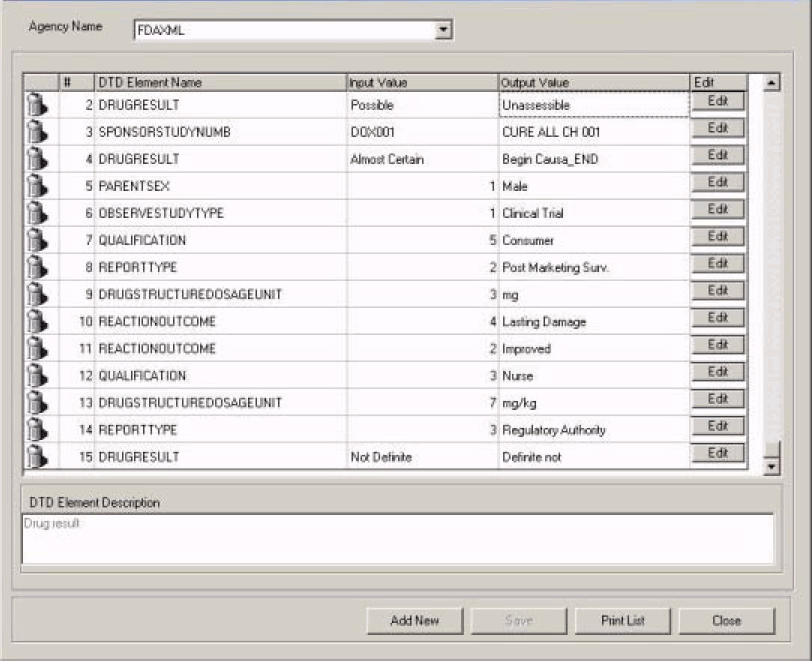 Agency Name FDAXML
# DTD Element Name Input Value Output Value Edit
2 DRUGRESULT Possible Unassessible Edit
3 SPONSORSTUDYNUMB DOX001 CURE ALL CH 001 Edit
4 DRUGRESULT Almost Certain Begin Causa_END Edit
5 PARENTSEX 1 Male Edit
6 OBSERVESTUDYTYPE 1 Clinical Trial Edit
7 QUALIFICATION 5 Consumer Edit
8 REPORTTYPE 2 Post Marketing Surv. Edit
9 DRUGSTRUCTUREDOSAGEUNIT 3 mg Edit
10 REACTIONOUTCOME 4 Lasting Damage Edit
11 REACTIONOUTCOME 2 Improved Edit
12 QUALIFICATION 3 Nurse Edit
13 DRUGSTRUCTUREDOSAGEUNIT 7 mg/kg Edit
14 REPORTTYPE 3 Regulatory Authority Edit
15 DRUGRESULT Not Definite Definite not Edit
DTD Element Description
Drug result
Add New Save Print List Close